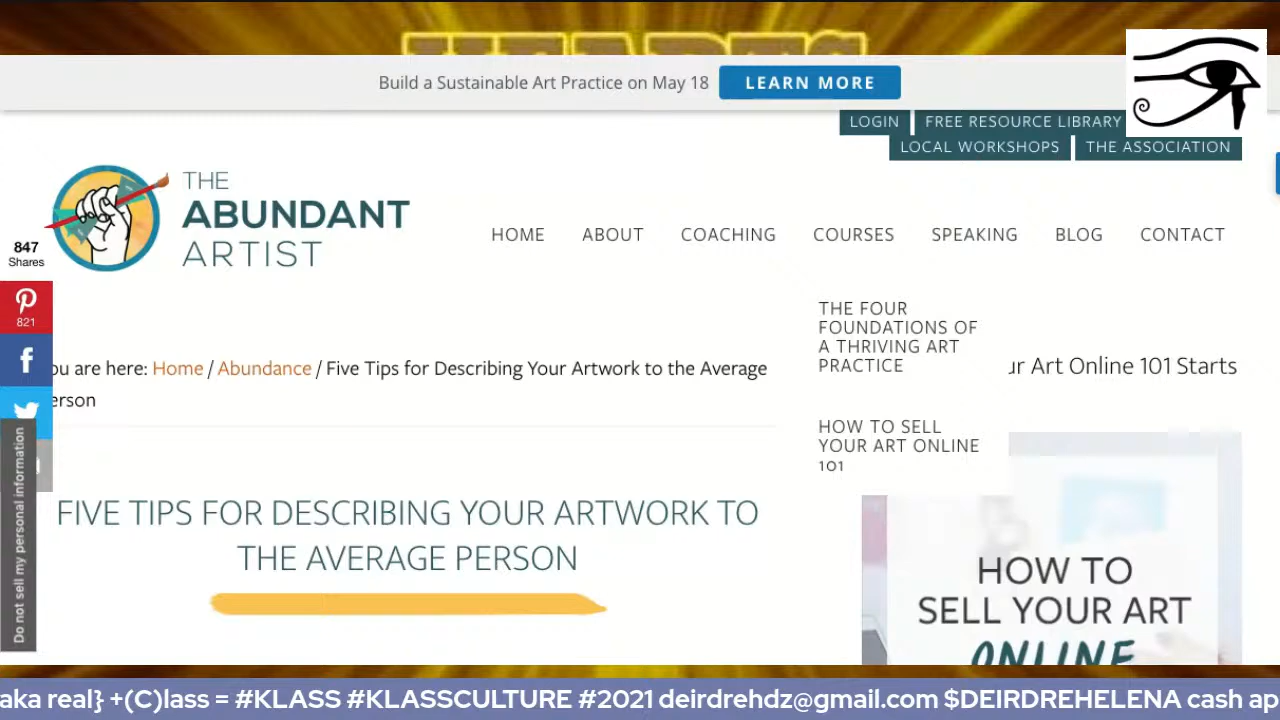 HEARTS
Build a Sustainable Art Practice on May 18 LEARN MORE
LOGIN FREE RESOURCE LIBRARY
LOCAL WORKSHOPS THE ASSOCIATION
THE
ABUNDANT
ARTIST
HOME ABOUT COACHING COURSES SPEAKING BLOG CONTACT
847
Shares
821
THE FOUR
FOUNDATIONS OF
A THRIVING ART
PRACTICE
ou are here: Home / Abundance / Five Tips for Describing Your Artwork to the Average
erson
ur Art Online 101 Starts
HOW TO SELL
YOUR ART ONLINE
101
Do not sell my personal information
FIVE TIPS FOR DESCRIBING YOUR ARTWORK TO
THE AVERAGE PERSON
HOW TO
SELL YOUR ART
ONLINE
aka real} +(C)lass = #KLASS #KLASSCULTURE #2021 deirdrehdz@gmail.com $DEIRDREHELENA cash ap